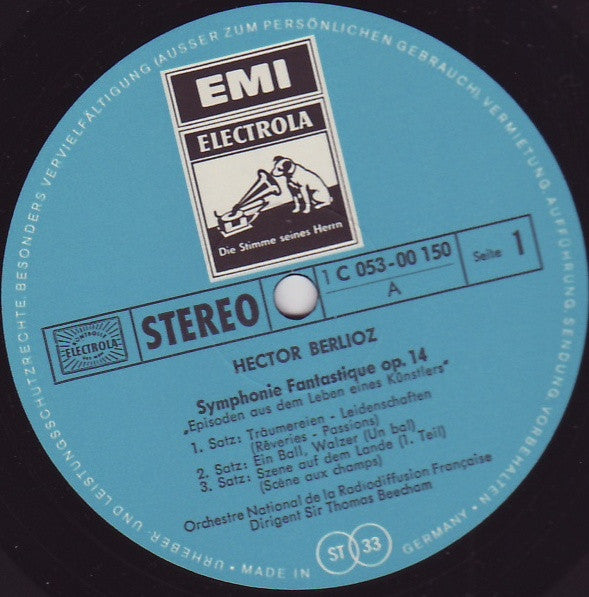 URHEBER- UND LEISTUNGSSCHUTZRECHTE, BESONDERS VERVIELFÄLTIGUNG (AUSSER ZUM PERSÖNLICHEN GEBRAUCH), VERMIETUNG, AUFFÜHRUNG, SENDUNG, VORBEHALTEN
EMI
ELECTROLA
Die Stimme seines Herrn
ELECTROLA
STEREO
1 C 053-00 150
A
Seite 1
HECTOR BERLIOZ
Symphonie Fantastique op. 14
„Episoden aus dem Leben eines Künstlers“
1. Satz: Träumereien - Leidenschaften
(Rêveries - Passions)
2. Satz: Ein Ball, Walzer (Un bal)
3. Satz: Szene auf dem Lande (1. Teil)
(Scène aux champs)
Orchestre National de la Radiodiffusion Française
Dirigent Sir Thomas Beecham
• MADE IN ST 33 GERMANY •